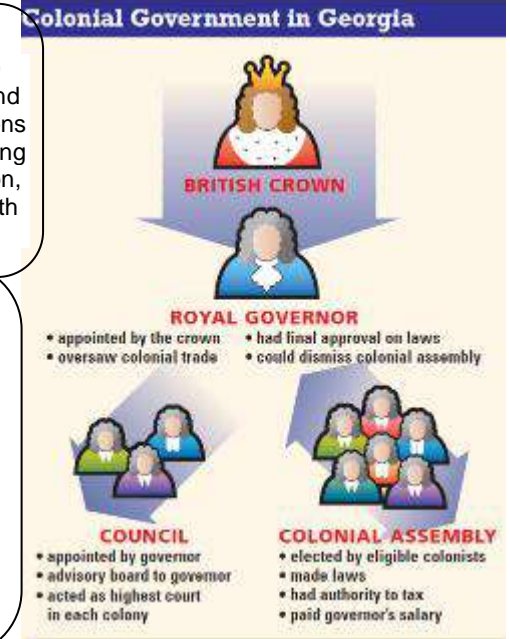 Colonial Government in Georgia
nd
ns
ng
on,
th
BRITISH CROWN
ROYAL GOVERNOR
• appointed by the crown
• oversaw colonial trade
• had final approval on laws
• could dismiss colonial assembly
COUNCIL
• appointed by governor
• advisory board to governor
• acted as highest court
in each colony
COLONIAL ASSEMBLY
• elected by eligible colonists
• made laws
• had authority to tax
• paid governor's salary